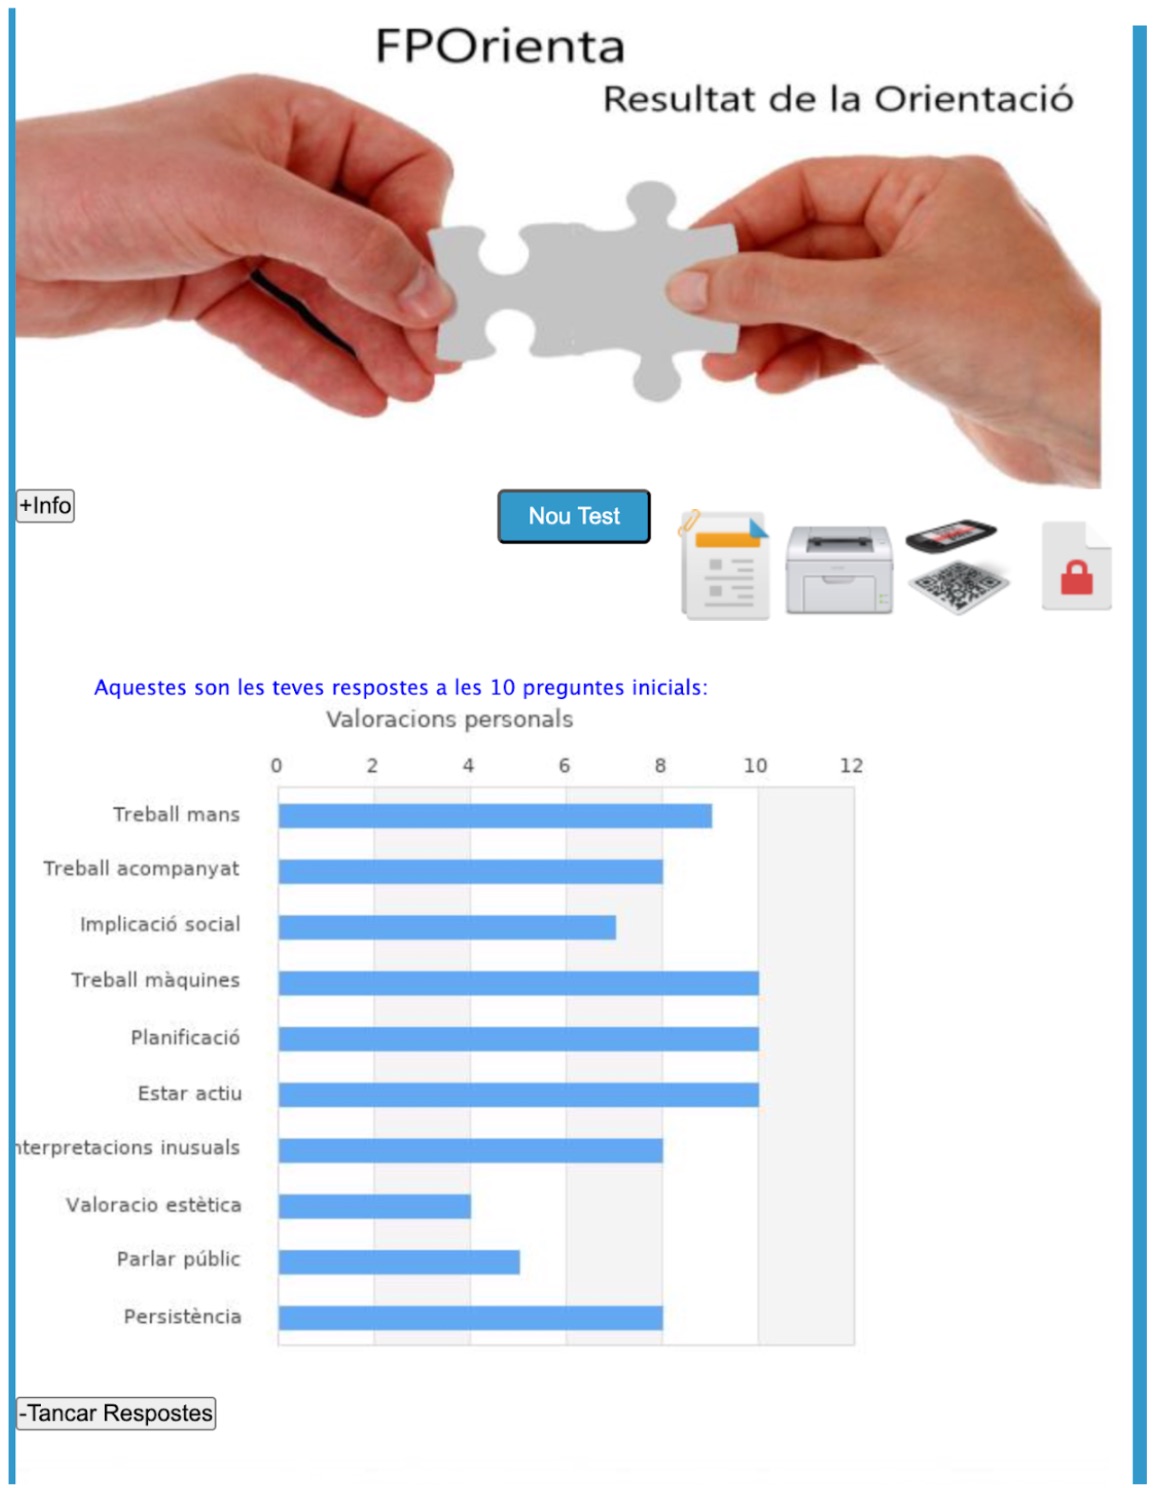 FPOrienta
Resultat de la Orientació
+Info
Nou Test
Aquestes son les teves respostes a les 10 preguntes inicials:
Valoracions personals
0 2 4 6 8 10 12
Treball mans
Treball acompanyat
Implicació social
Treball màquines
Planificació
Estar actiu
nterpretacions inusuals
Valoracio estètica
Parlar públic
Persistència
-Tancar Respostes